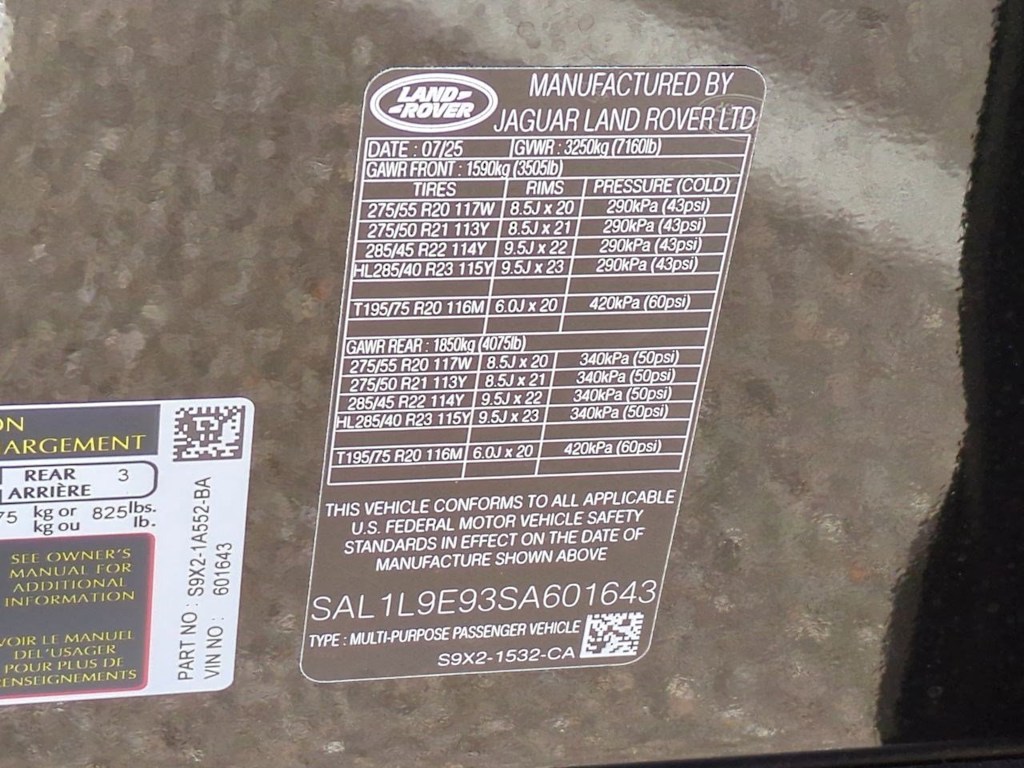 LAND-
-ROVER
MANUFACTURED BY
JAGUAR LAND ROVER LTD
DATE : 07/25 GVWR : 3250kg (7160lb)
GAWR FRONT : 1590kg (3505lb)
TIRES RIMS PRESSURE (COLD)
275/55 R20 117W 8.5J x 20 290kPa (43psi)
275/50 R21 113Y 8.5J x 21 290kPa (43psi)
285/45 R22 114Y 9.5J x 22 290kPa (43psi)
HL285/40 R23 115Y 9.5J x 23 290kPa (43psi)
T195/75 R20 116M 6.0J x 20 420kPa (60psi)
GAWR REAR : 1850kg (4075lb)
275/55 R20 117W 8.5J x 20 340kPa (50psi)
275/50 R21 113Y 8.5J x 21 340kPa (50psi)
285/45 R22 114Y 9.5J x 22 340kPa (50psi)
HL285/40 R23 115Y 9.5J x 23 340kPa (50psi)
T195/75 R20 116M 6.0J x 20 420kPa (60psi)
THIS VEHICLE CONFORMS TO ALL APPLICABLE
U.S. FEDERAL MOTOR VEHICLE SAFETY
STANDARDS IN EFFECT ON THE DATE OF
MANUFACTURE SHOWN ABOVE
SAL1L9E93SA601643
TYPE : MULTI-PURPOSE PASSENGER VEHICLE
S9X2-1532-CA
ON
ARGEMENT
REAR 3
ARRIÈRE
75 kg or 825 lbs.
kg ou lb.
SEE OWNER'S
MANUAL FOR
ADDITIONAL
INFORMATION
VOIR LE MANUEL
DEL'USAGER
POUR PLUS DE
RENSEIGNEMENTS
PART NO : S9X2-1A552-BA
VIN NO : 601643